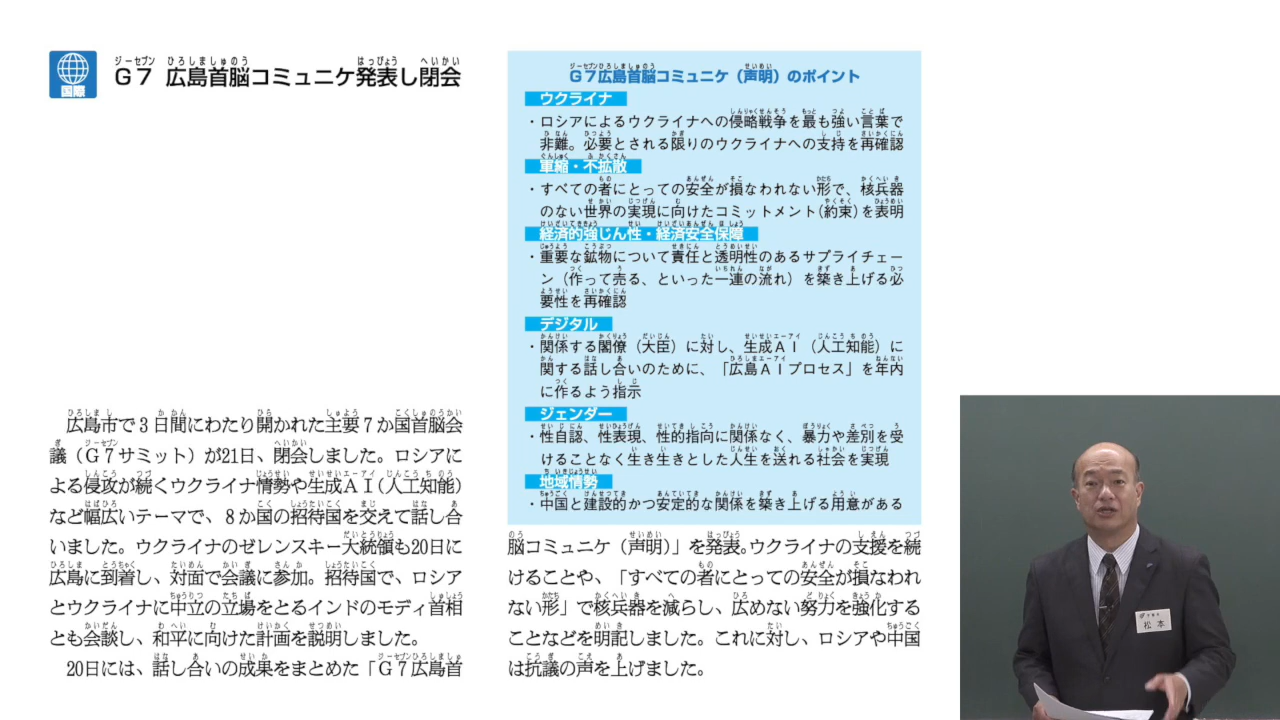 国際
G7 広島首脳コミュニケ発表し閉会
広島市で3日間にわたり開かれた主要7か国首脳会
議(G7サミット)が21日、閉会しました。ロシアに
よる侵攻が続くウクライナ情勢や生成AI(人工知能)
など幅広いテーマで、8か国の招待国を交えて話し合
いました。ウクライナのゼレンスキー大統領も20日に
広島に到着し、対面で会議に参加。招待国で、ロシア
とウクライナに中立の立場をとるインドのモディ首相
とも会談し、和平に向けた計画を説明しました。
20日には、話し合いの成果をまとめた「G7広島首
G7広島首脳コミュニケ(声明)のポイント
ウクライナ
・ロシアによるウクライナへの侵略戦争を最も強い言葉で
非難。必要とされる限りのウクライナへの支持を再確認
軍縮・不拡散
・すべての者にとっての安全が損なわれない形で、核兵器
のない世界の実現に向けたコミットメント(約束)を表明
経済的強じん性・経済安全保障
・重要な鉱物について責任と透明性のあるサプライチェー
ン(作って売る、といった一連の流れ)を築き上げる必
要性を再確認
デジタル
・関係する閣僚(大臣)に対し、生成AI(人工知能)に
関する話し合いのために、「広島AIプロセス」を年内
に作るよう指示
ジェンダー
・性自認、性表現、性的指向に関係なく、暴力や差別を受
けることなく生き生きとした人生を送れる社会を実現
地域情勢
・中国と建設的かつ安定的な関係を築き上げる用意がある
脳コミュニケ(声明)」を発表。ウクライナの支援を続
けることや、「すべての者にとっての安全が損なわれ
ない形」で核兵器を減らし、広めない努力を強化する
ことなどを明記しました。これに対し、ロシアや中国
は抗議の声を上げました。
松本